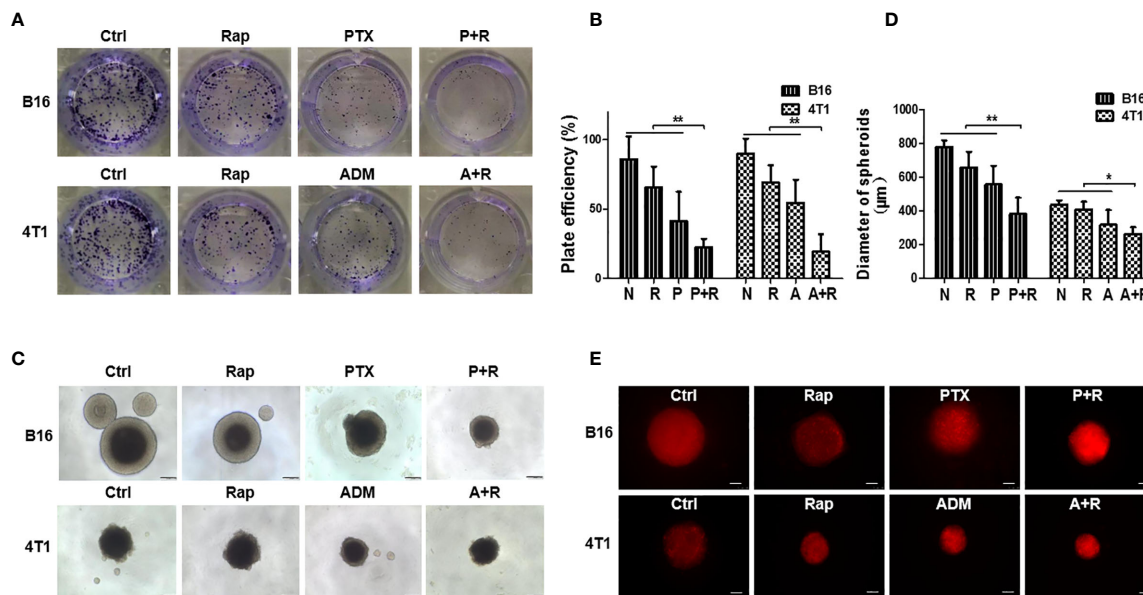 A
Ctrl Rap PTX P+R
B16
Ctrl Rap ADM A+R
4T1
B
B16
4T1
Plate efficiency (%)
100
50
0
** **
N R P P+R N R A A+R
D
B16
4T1
Diameter of spheroids
(μm)
1000
800
600
400
200
0
**
*
N R P P+R N R A A+R
C
Ctrl Rap PTX P+R
B16
Ctrl Rap ADM A+R
4T1
E
Ctrl Rap PTX P+R
B16
Ctrl Rap ADM A+R
4T1